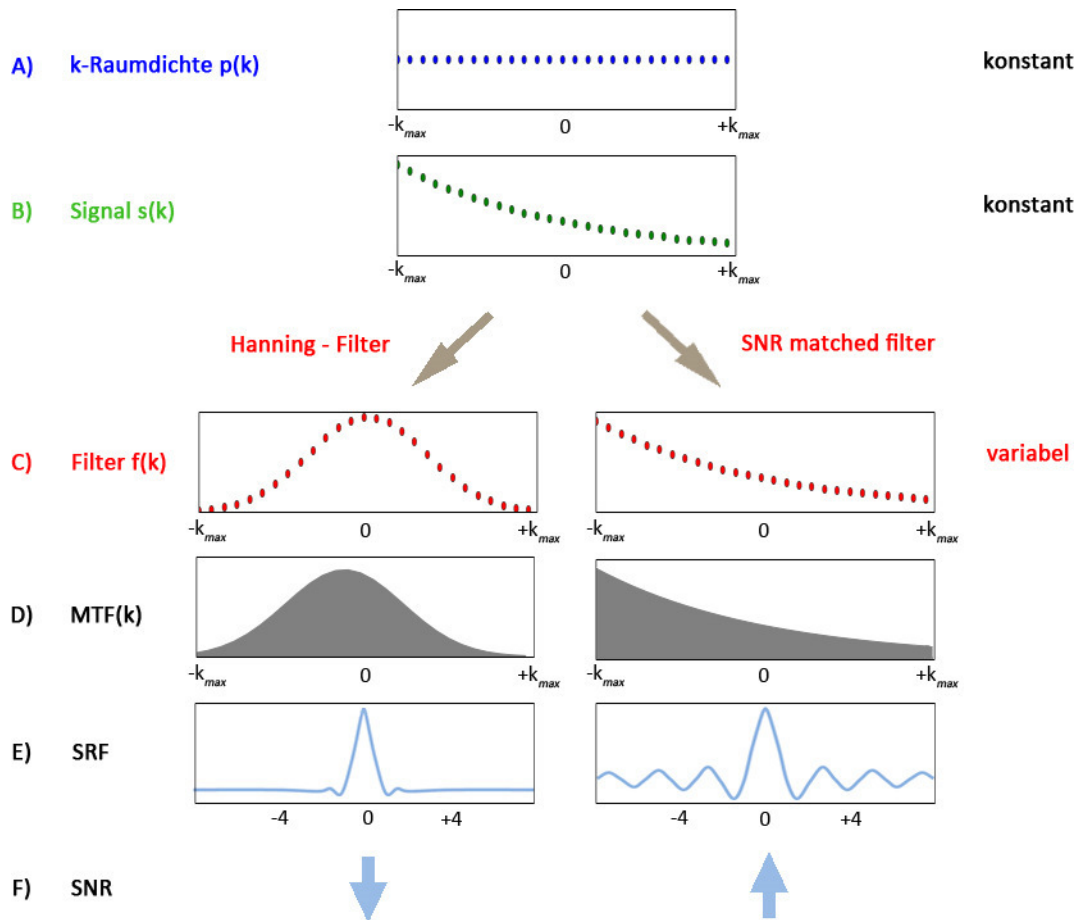 A) k-Raumdichte p(k) konstant
-kmax 0 +kmax
B) Signal s(k) konstant
-kmax 0 +kmax
Hanning - Filter SNR matched filter
C) Filter f(k) variabel
-kmax 0 +kmax -kmax 0 +kmax
D) MTF(k)
-kmax 0 +kmax -kmax 0 +kmax
E) SRF
-4 0 +4 -4 0 +4
F) SNR